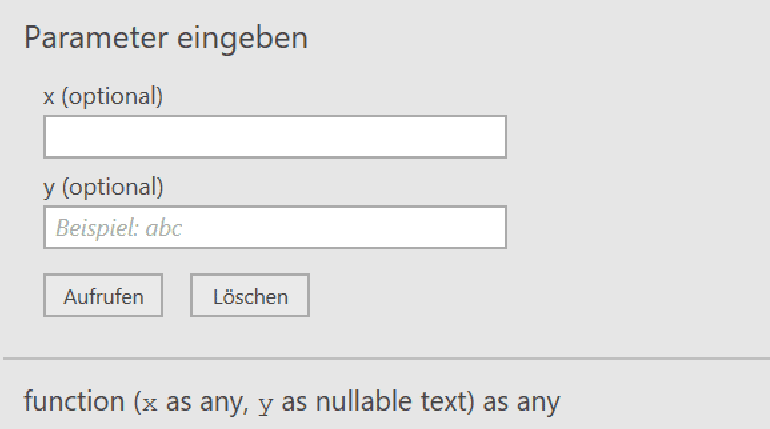 Parameter eingeben
x (optional)
y (optional)
Beispiel: abc
Aufrufen Löschen
function (x as any, y as nullable text) as any